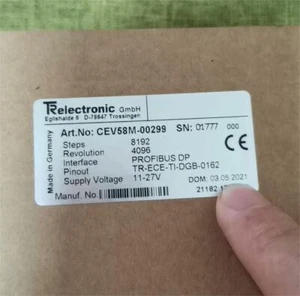 TRelectronic GmbH
Eglishalde 6 D-78647 Trossingen
Made in Germany
Art.No: CEV58M-00299 SN: 01777 000
Steps 8192
Revolution 4096
Interface PROFIBUS DP
Pinout TR-ECE-TI-DGB-0162
Supply Voltage 11-27V
CE
DOM: 03.05.2021
Manuf. No